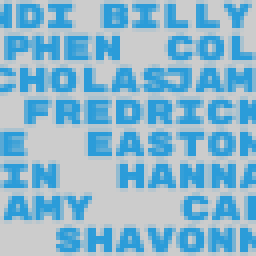 NDI BILLY
PHEN COL
CHOLASJAM
FREDRICK
E EASTON
IN HANNA
AMY CA
SHAVONN